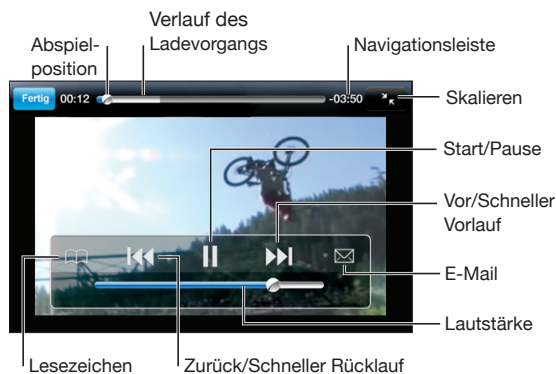 Verlauf des
Ladevorgangs
Abspiel-
position
Navigationsleiste
Fertig 00:12 -03:50
Skalieren
Start/Pause
Vor/Schneller
Vorlauf
E-Mail
Lautstärke
Lesezeichen
Zurück/Schneller Rücklauf